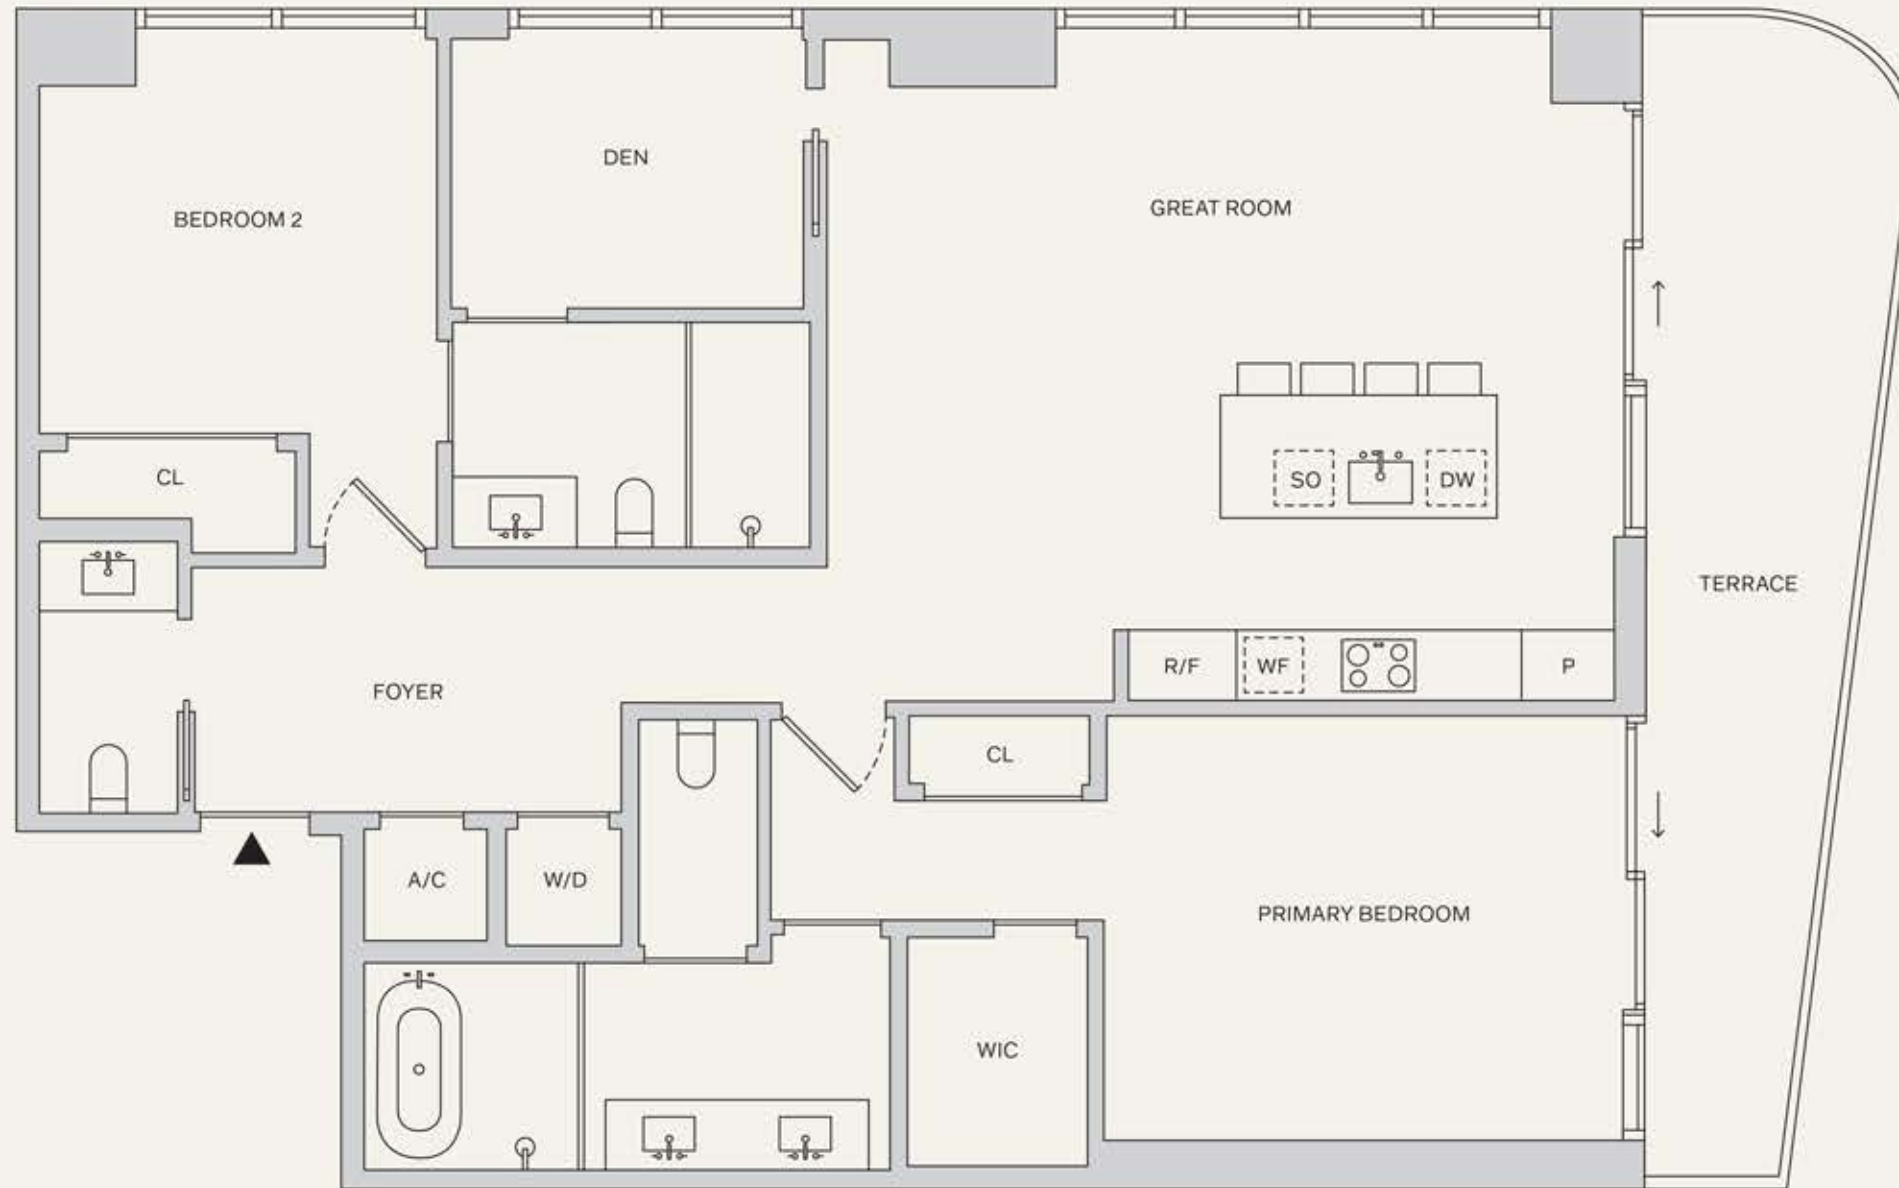 DEN
BEDROOM 2
GREAT ROOM
CL
SO
DW
TERRACE
R/F
WF
P
FOYER
CL
A/C
W/D
PRIMARY BEDROOM
WIC